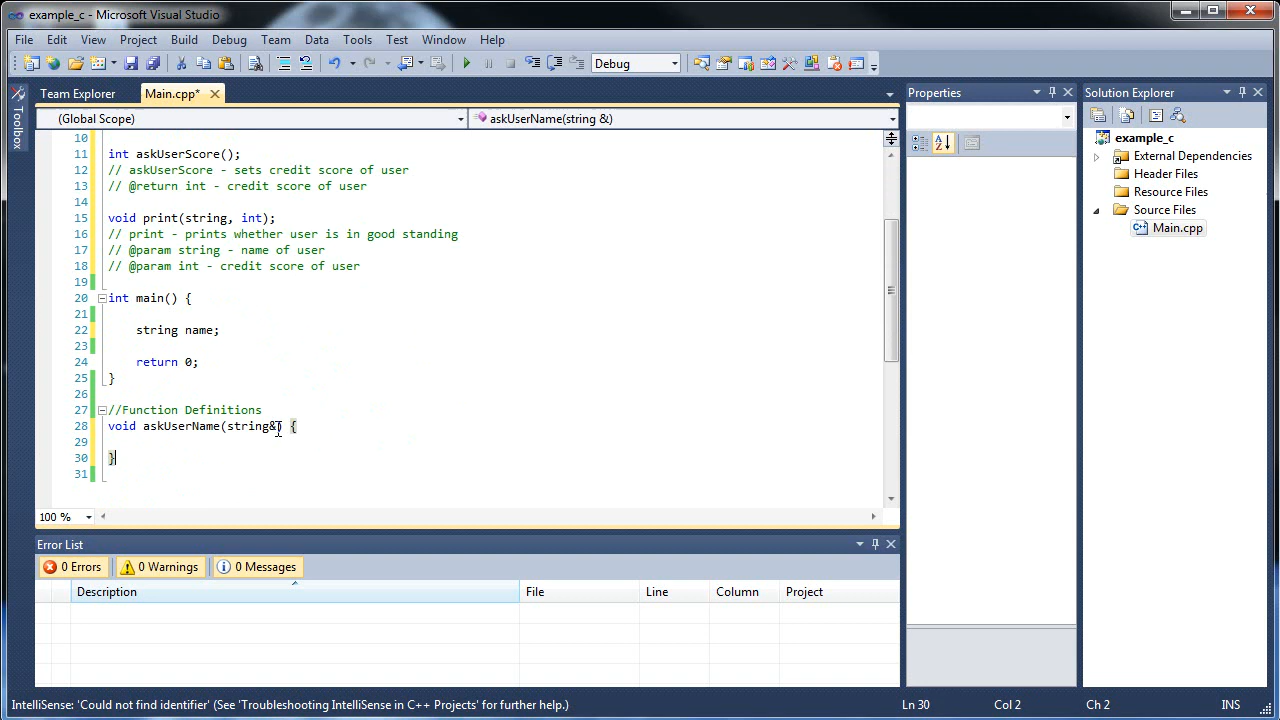 example_c - Microsoft Visual Studio
File Edit View Project Build Debug Team Data Tools Test Window Help
Debug
Toolbox
Team Explorer Main.cpp*
(Global Scope) askUserName(string &)
10
11 int askUserScore();
12 // askUserScore - sets credit score of user
13 // @return int - credit score of user
14
15 void print(string, int);
16 // print - prints whether user is in good standing
17 // @param string - name of user
18 // @param int - credit score of user
19
20 int main() {
21
22 string name;
23
24 return 0;
25 }
26
27 //Function Definitions
28 void askUserName(string&) {
29
30 }
31
100 %
Error List
0 Errors 0 Warnings 0 Messages
Description File Line Column Project
Properties
Solution Explorer
example_c
External Dependencies
Header Files
Resource Files
Source Files
Main.cpp
IntelliSense: 'Could not find identifier' (See 'Troubleshooting IntelliSense in C++ Projects' for further help.) Ln 30 Col 2 Ch 2 INS